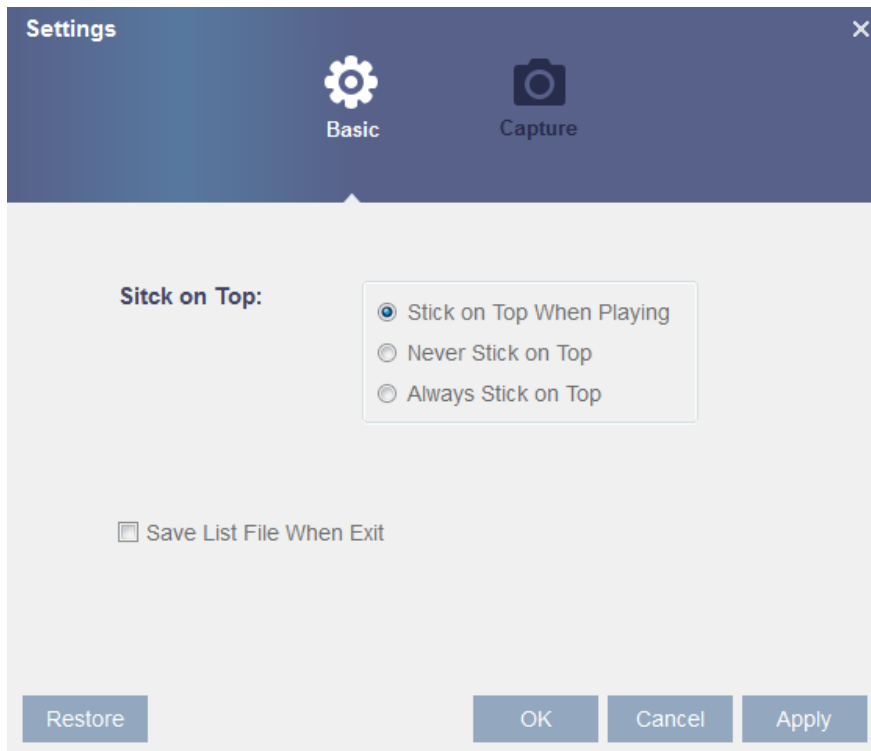 Settings
Basic
Capture
Sitck on Top:
Stick on Top When Playing
Never Stick on Top
Always Stick on Top
Save List File When Exit
Restore
OK
Cancel
Apply